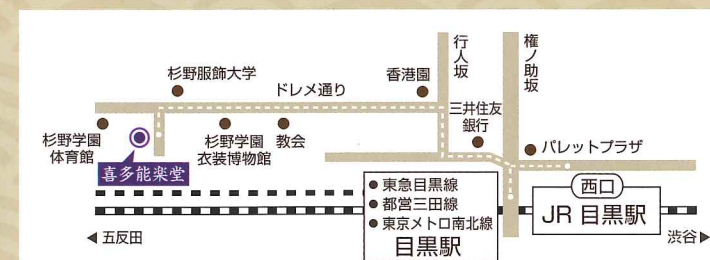 行人坂
権ノ助坂
杉野服飾大学
ドレメ通り
香港園
三井住友
銀行
杉野学園
体育館
杉野学園
衣装博物館
教会
パレットプラザ
喜多能楽堂
東急目黒線
都営三田線
東京メトロ南北線
目黒駅
西口
JR 目黒駅
五反田
渋谷